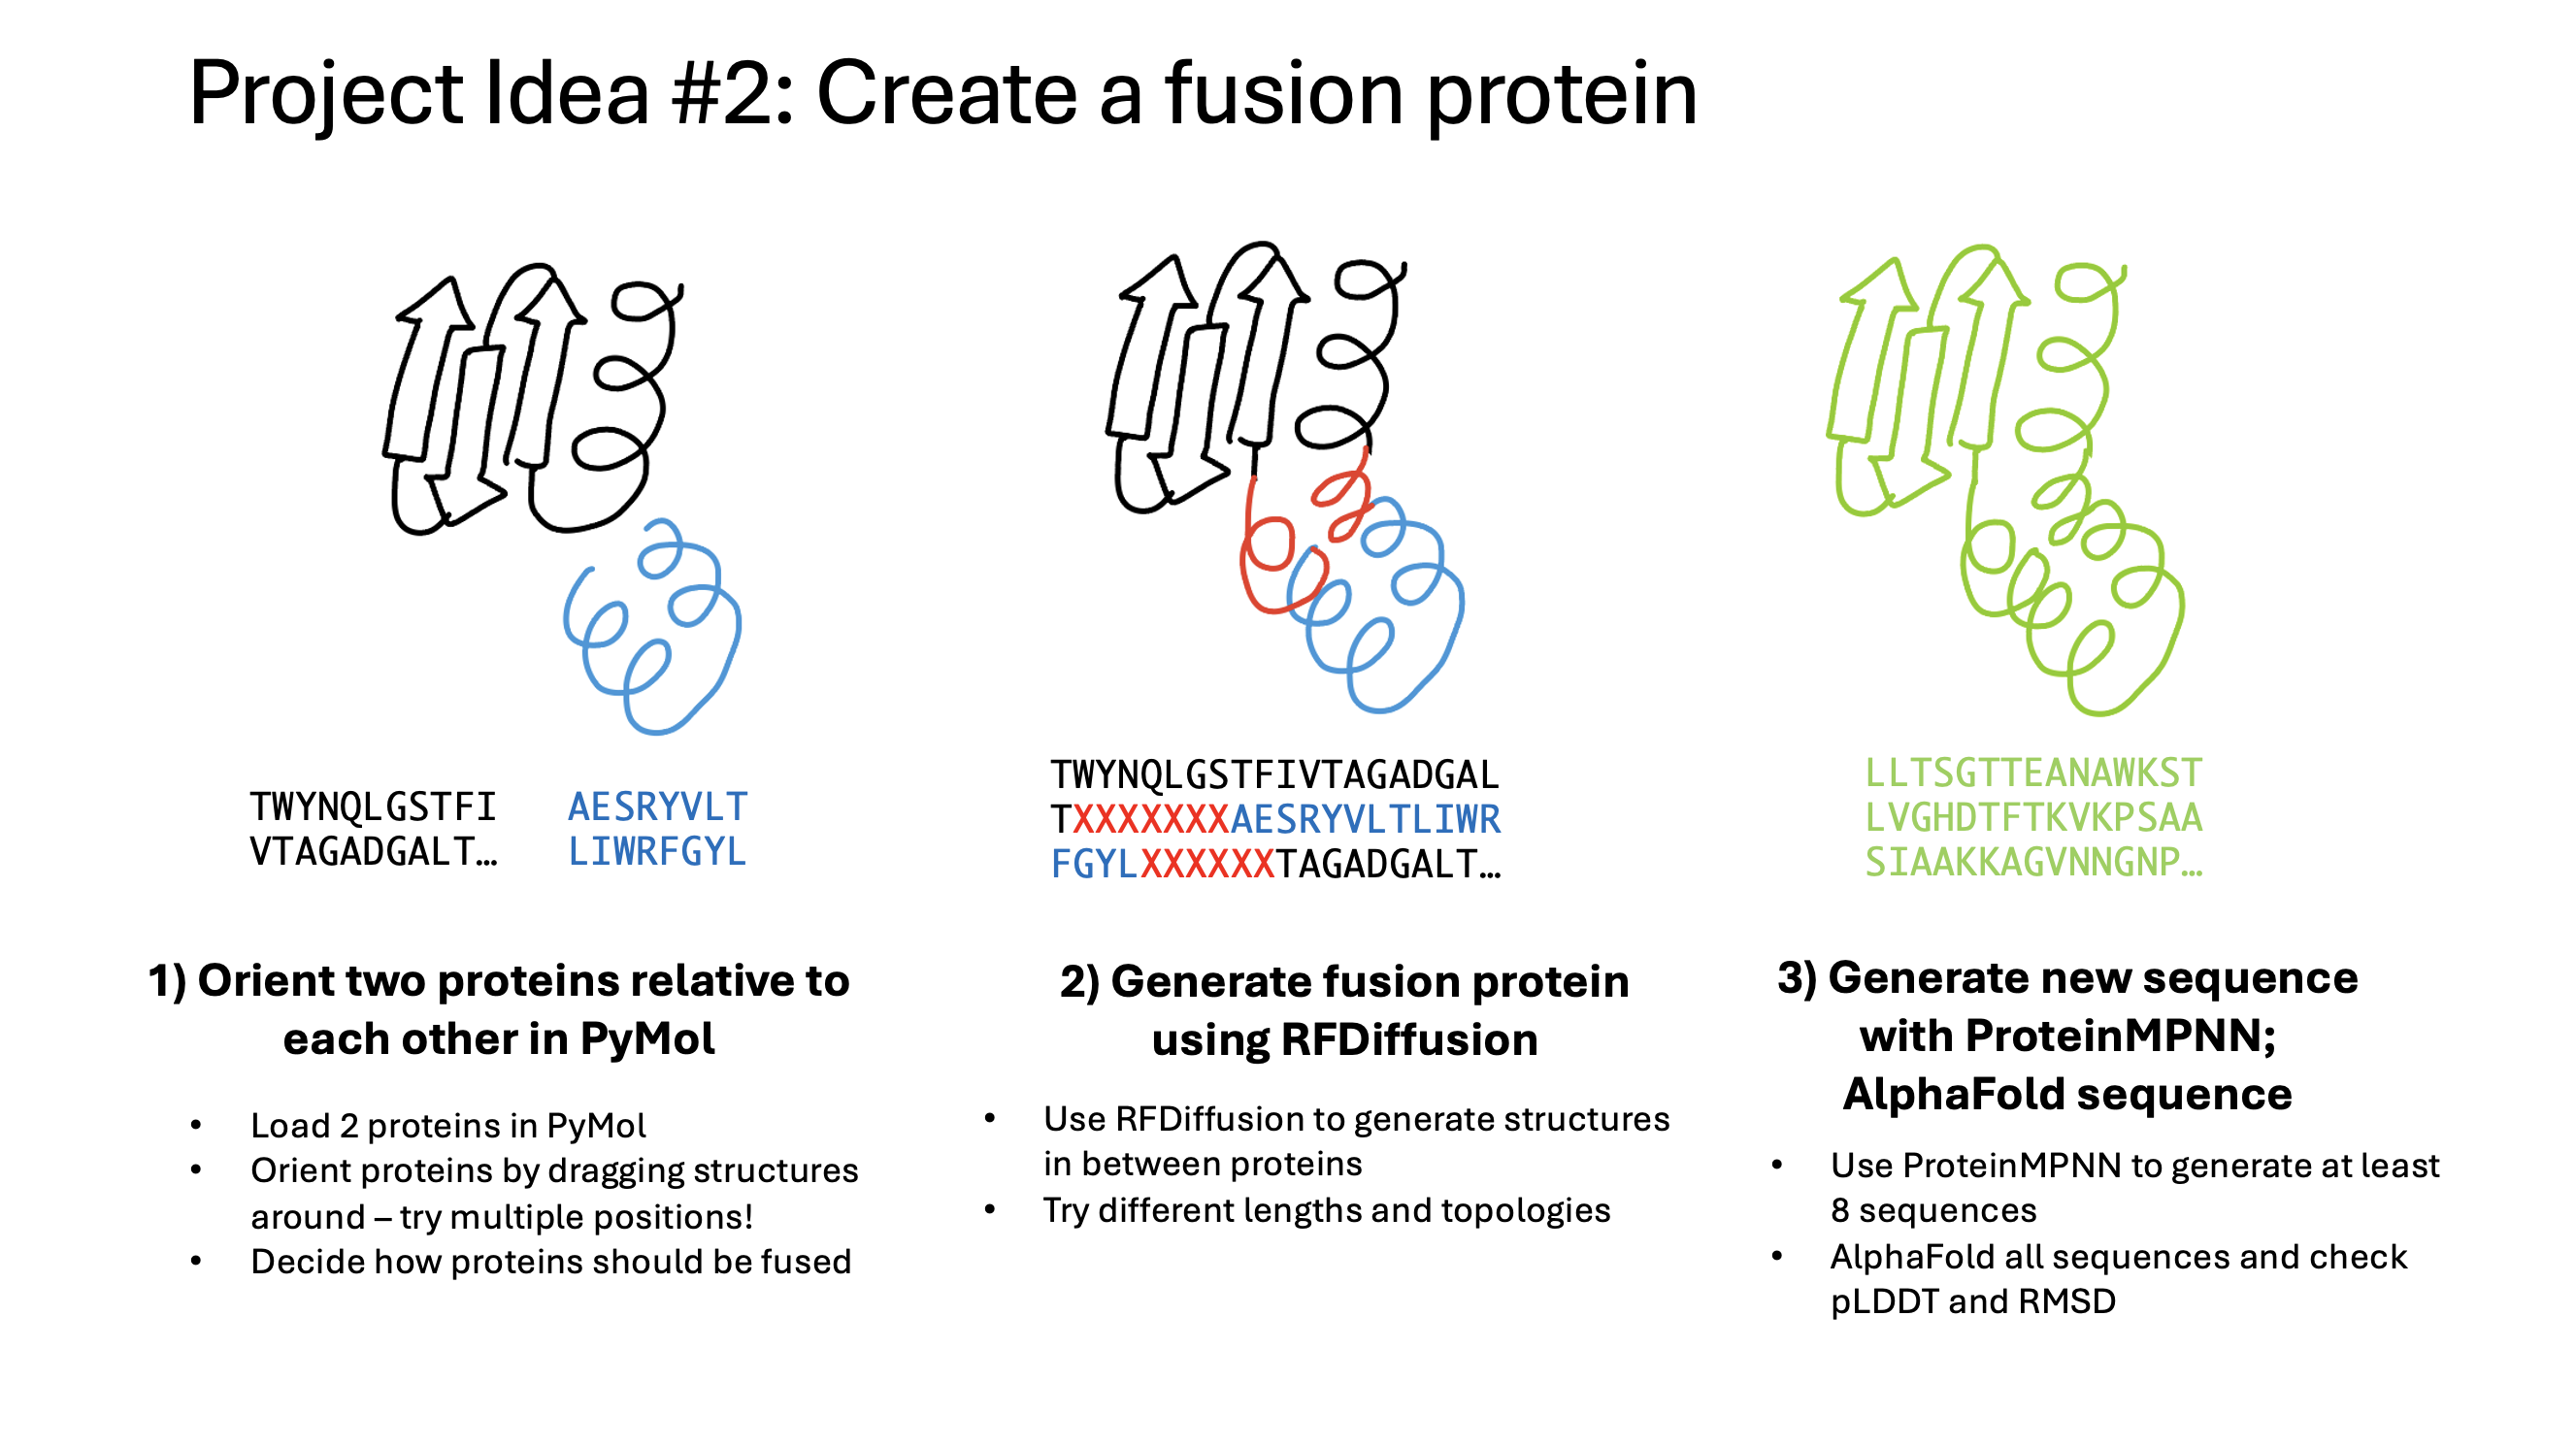 Project Idea #2: Create a fusion protein
TWYNQLGSTFI
VTAGADGALT…
AESRYVLT
LIWRFGYL
1) Orient two proteins relative to
each other in PyMol
• Load 2 proteins in PyMol
• Orient proteins by dragging structures
around – try multiple positions!
• Decide how proteins should be fused
TWYNQLGSTFIVTAGADGAL
TXXXXXXXAESRYVLTLIWR
FGYLXXXXXXTAGADGALT…
2) Generate fusion protein
using RFDiffusion
• Use RFDiffusion to generate structures
in between proteins
• Try different lengths and topologies
LLTSGTTEANAWKST
LVGHDTFTKVKPSAA
SIAAKKAGVNNGNP…
3) Generate new sequence
with ProteinMPNN;
AlphaFold sequence
• Use ProteinMPNN to generate at least
8 sequences
• AlphaFold all sequences and check
pLDDT and RMSD